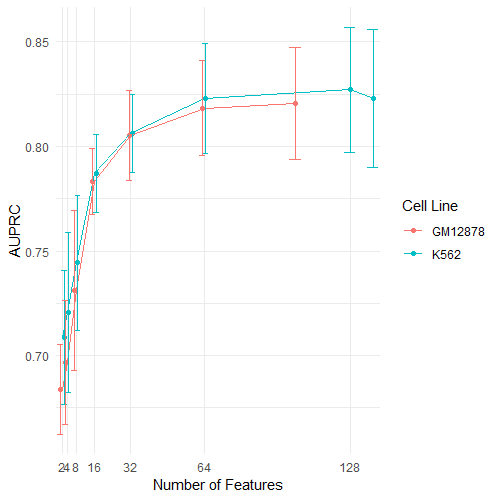 AUPRC
0.85
0.80
0.75
0.70
2 4 8 16 32 64 128
Number of Features
Cell Line
GM12878
K562